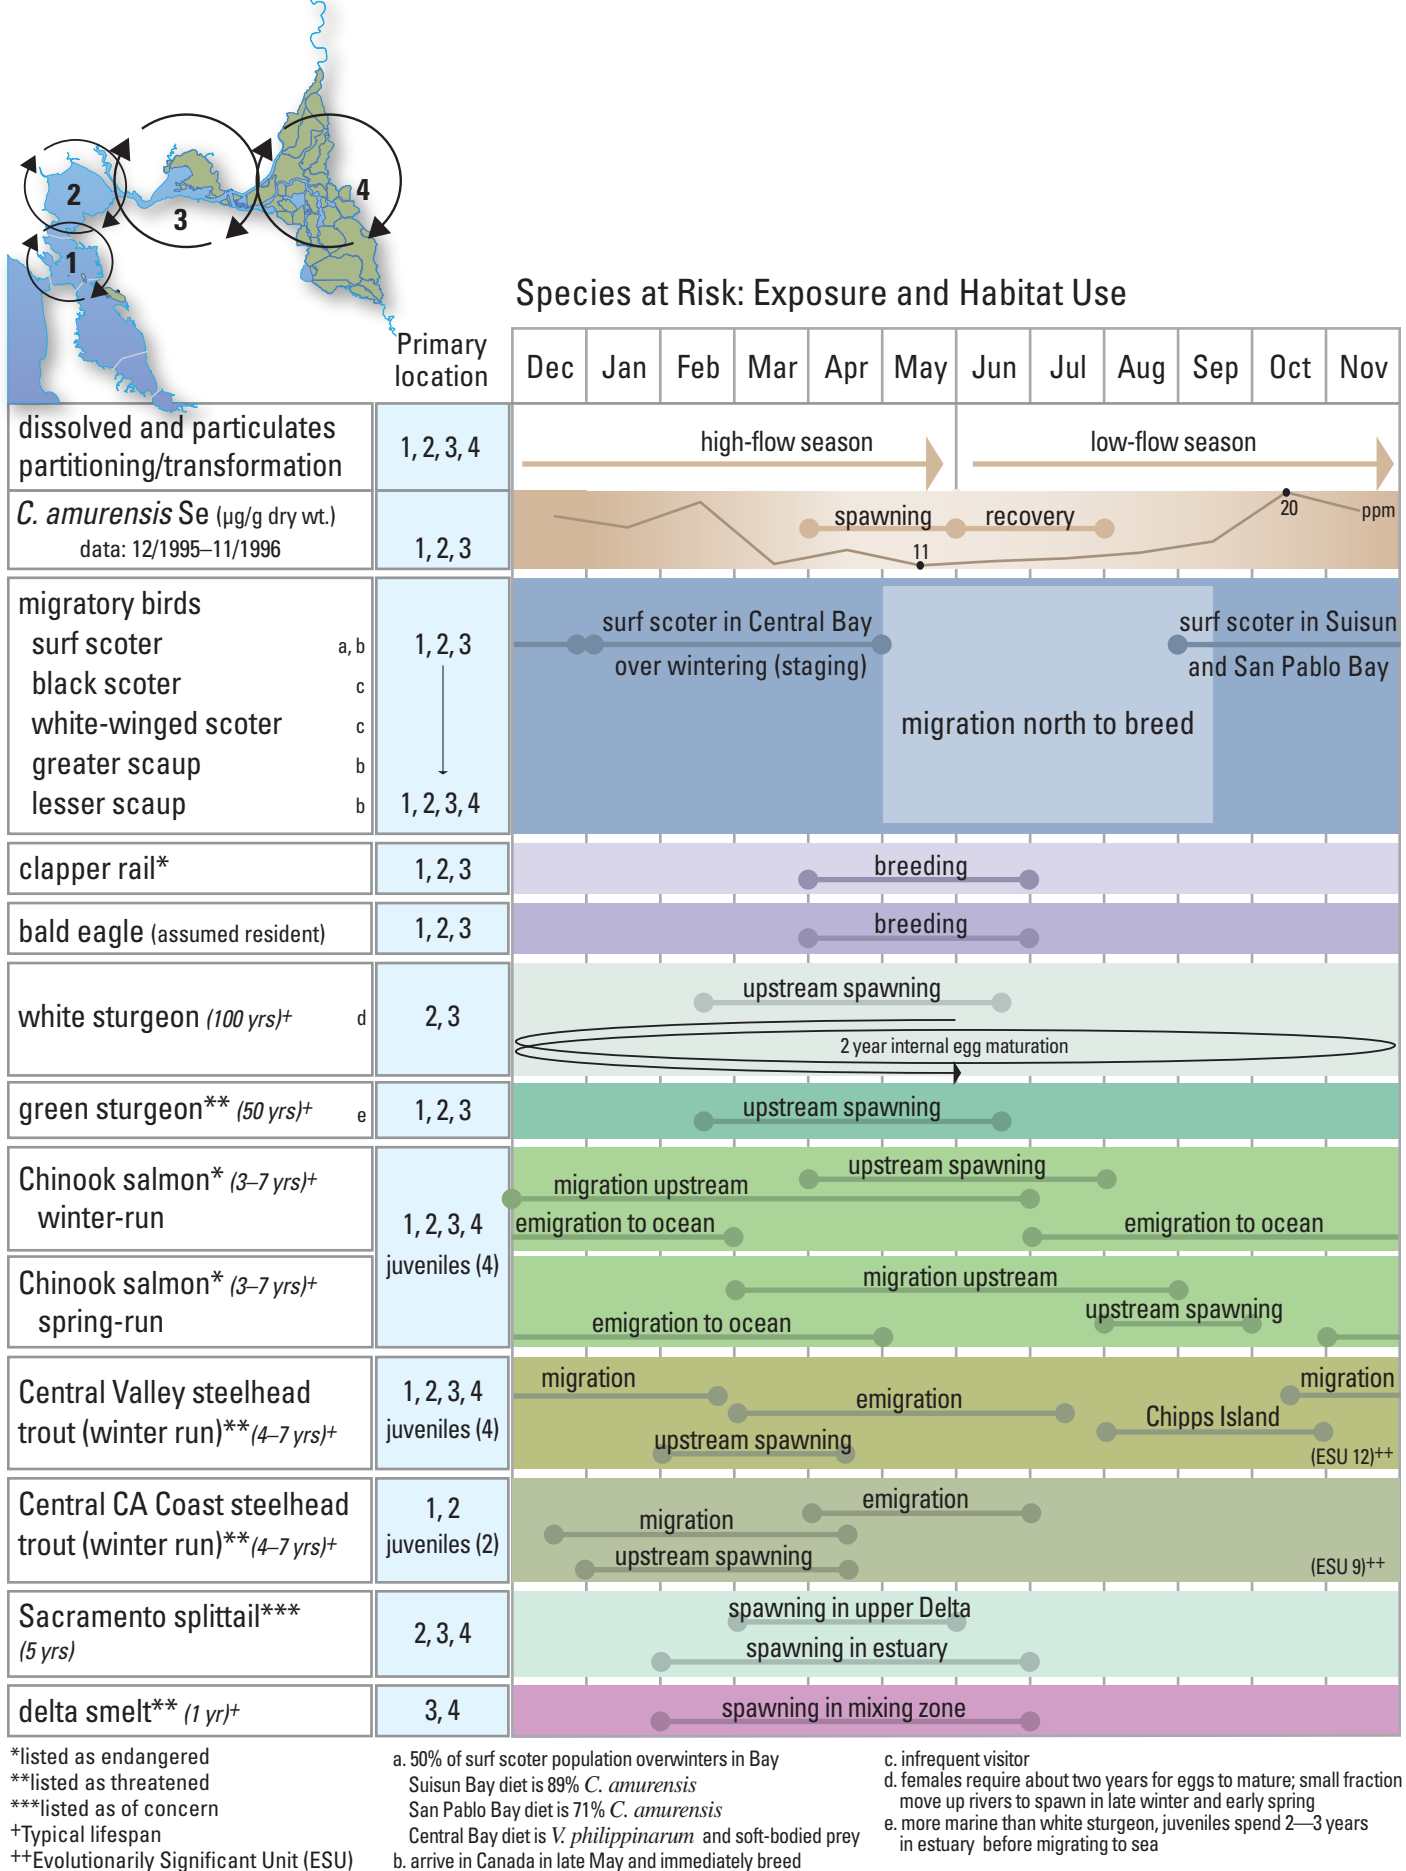 2
4
3
1
Species at Risk: Exposure and Habitat Use
Primary
location
Dec Jan Feb Mar Apr May Jun Jul Aug Sep Oct Nov
dissolved and particulates
partitioning/transformation
1, 2, 3, 4
high-flow season
low-flow season
C. amurensis Se (µg/g dry wt.)
data: 12/1995–11/1996
1, 2, 3
spawning
recovery
11
20
ppm
migratory birds
surf scoter a, b
black scoter c
white-winged scoter c
greater scaup b
lesser scaup b
1, 2, 3
1, 2, 3, 4
surf scoter in Central Bay
over wintering (staging)
migration north to breed
surf scoter in Suisun
and San Pablo Bay
clapper rail*
1, 2, 3
breeding
bald eagle (assumed resident)
1, 2, 3
breeding
white sturgeon (100 yrs)+ d
2, 3
upstream spawning
2 year internal egg maturation
green sturgeon** (50 yrs)+ e
1, 2, 3
upstream spawning
Chinook salmon* (3–7 yrs)+
winter-run
1, 2, 3, 4
juveniles (4)
upstream spawning
migration upstream
emigration to ocean
emigration to ocean
Chinook salmon* (3–7 yrs)+
spring-run
migration upstream
upstream spawning
emigration to ocean
Central Valley steelhead
trout (winter run)**(4–7 yrs)+
1, 2, 3, 4
juveniles (4)
migration
migration
emigration
Chipps Island
upstream spawning
(ESU 12)++
Central CA Coast steelhead
trout (winter run)**(4–7 yrs)+
1, 2
juveniles (2)
emigration
migration
upstream spawning
(ESU 9)++
Sacramento splittail***
(5 yrs)
2, 3, 4
spawning in upper Delta
spawning in estuary
delta smelt** (1 yr)+
3, 4
spawning in mixing zone
*listed as endangered
**listed as threatened
***listed as of concern
+Typical lifespan
++Evolutionarily Significant Unit (ESU)
a. 50% of surf scoter population overwinters in Bay
Suisun Bay diet is 89% C. amurensis
San Pablo Bay diet is 71% C. amurensis
Central Bay diet is V. philippinarum and soft-bodied prey
b. arrive in Canada in late May and immediately breed
c. infrequent visitor
d. females require about two years for eggs to mature; small fraction
move up rivers to spawn in late winter and early spring
e. more marine than white sturgeon, juveniles spend 2—3 years
in estuary before migrating to sea